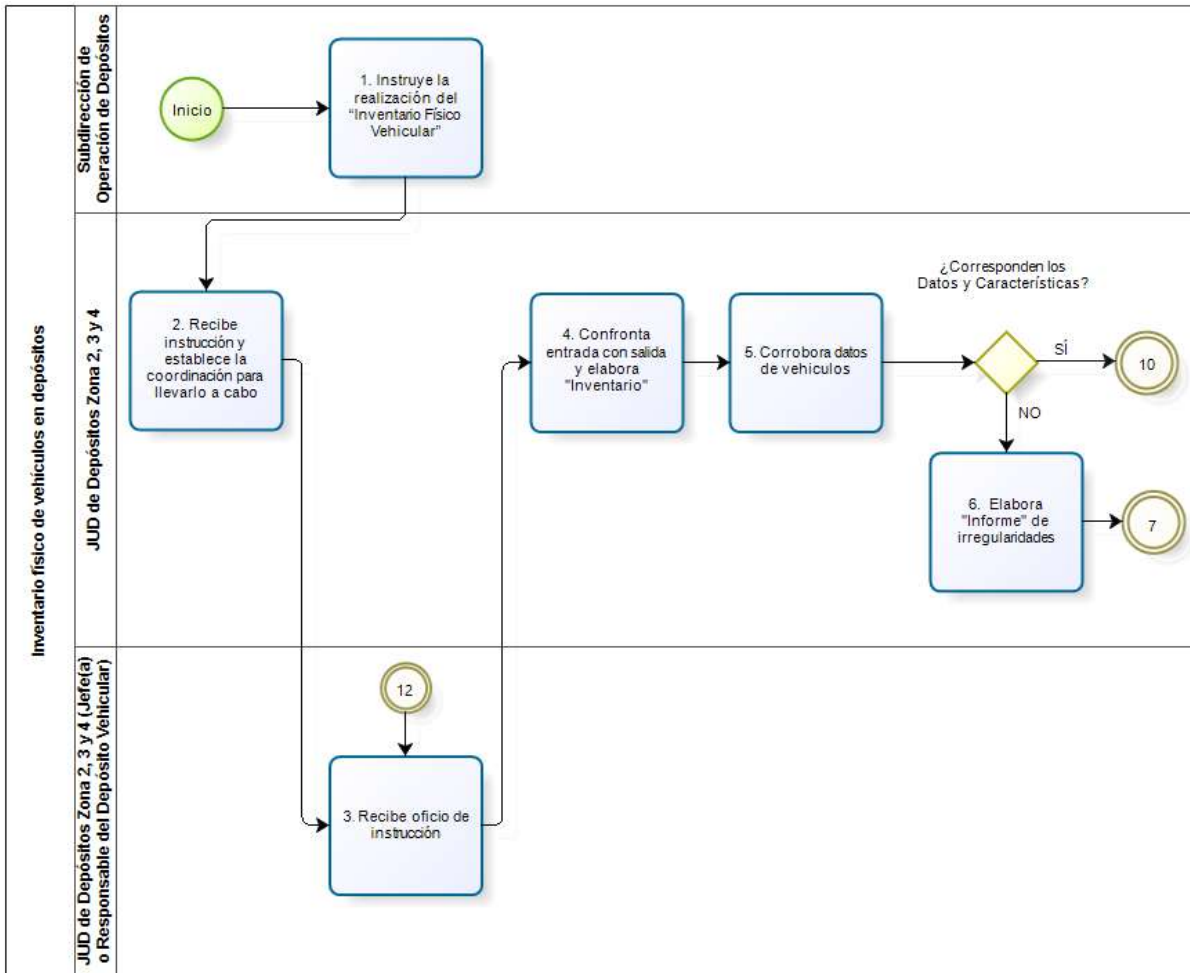 Inventario físico de vehículos en depósitos
Subdirección de
Operación de Depósitos
Inicio
1. Instruye la
realización del
“Inventario Físico
Vehicular”
JUD de Depósitos Zona 2, 3 y 4
2. Recibe
instrucción y
establece la
coordinación para
llevarlo a cabo
4. Confronta
entrada con salida
y elabora
"Inventario"
5. Corrobora datos
de vehiculos
¿Corresponden los
Datos y Características?
SÍ
10
NO
6. Elabora
"Informe" de
irregularidades
7
JUD de Depósitos Zona 2, 3 y 4 (Jefe(a)
o Responsable del Depósito Vehicular)
12
3. Recibe oficio de
instrucción